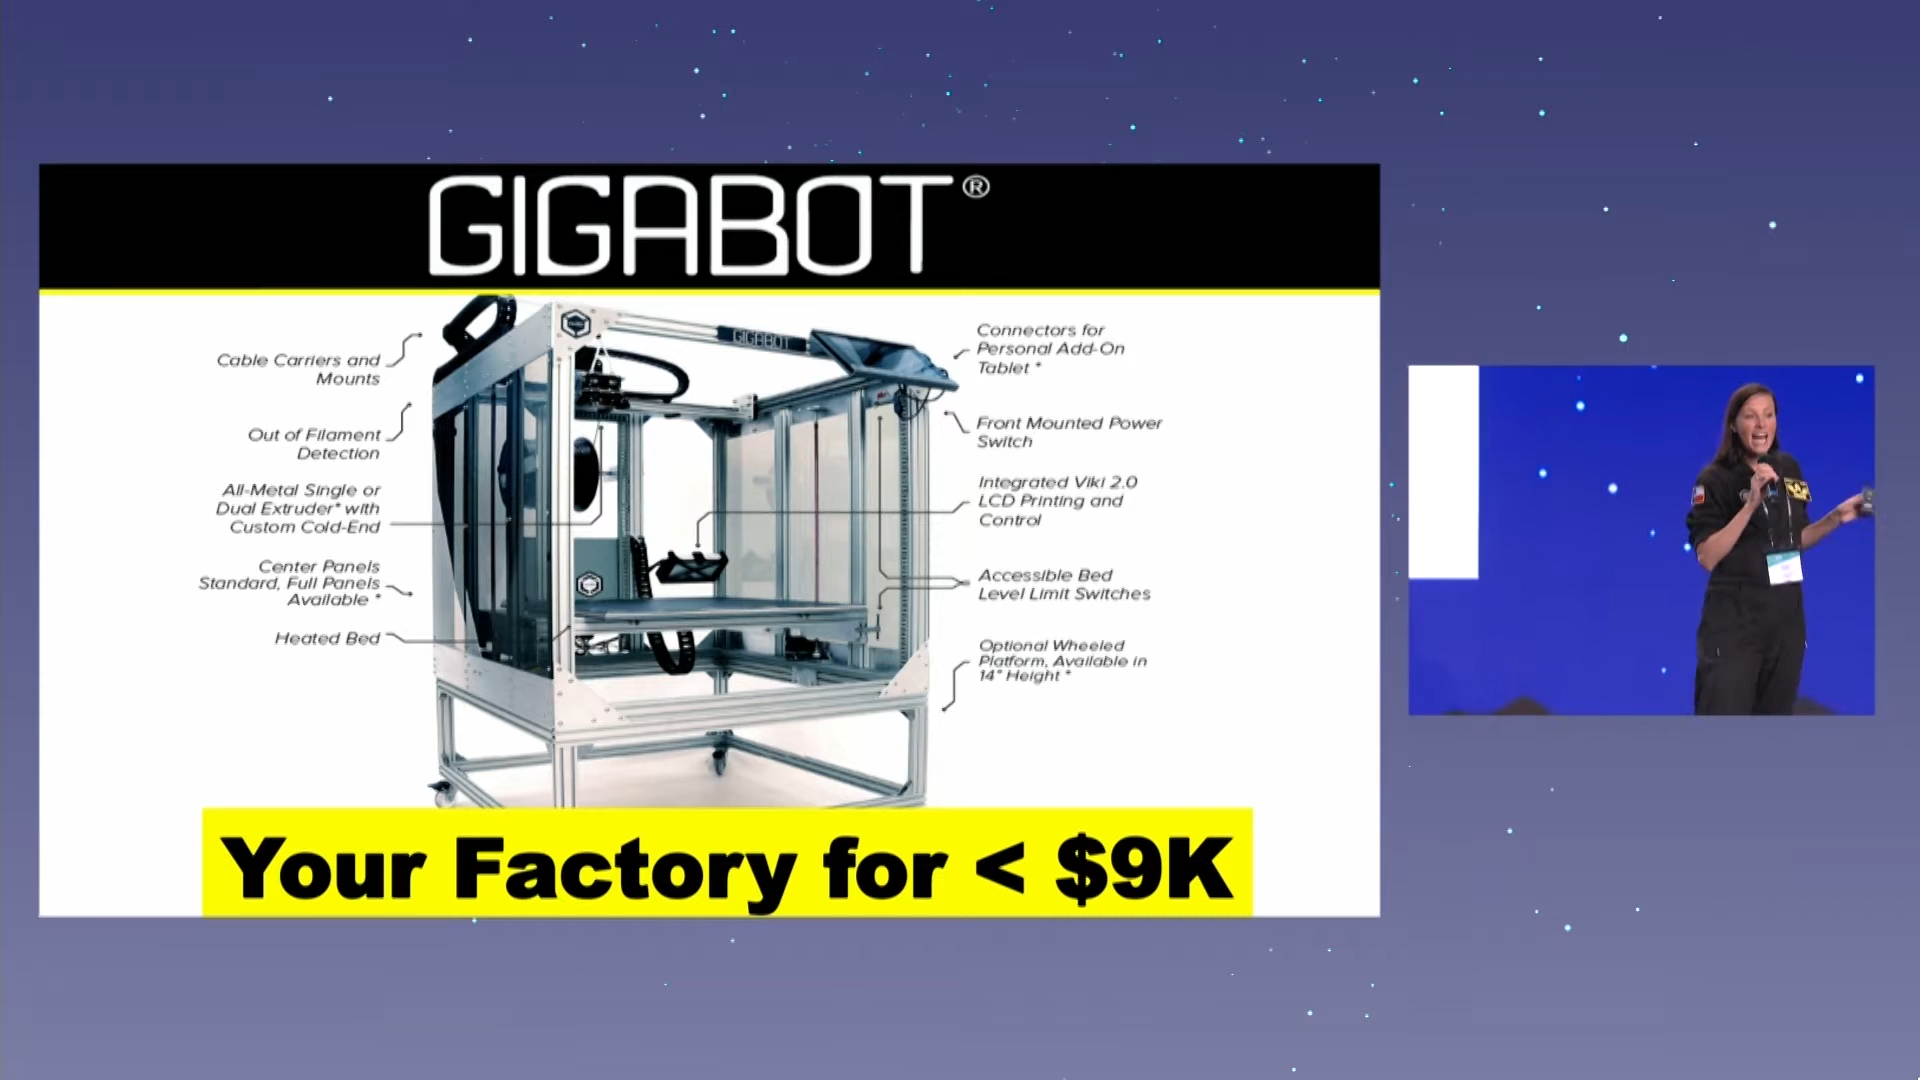 GIGABOT®
GIGABOT
Cable Carriers and
Mounts
Out of Filament
Detection
All-Metal Single or
Dual Extruder* with
Custom Cold-End
Center Panels
Standard, Full Panels
Available *
Heated Bed
Connectors for
Personal Add-On
Tablet *
Front Mounted Power
Switch
Integrated Viki 2.0
LCD Printing and
Control
Accessible Bed
Level Limit Switches
Optional Wheeled
Platform, Available in
14" Height *
Your Factory for < $9K